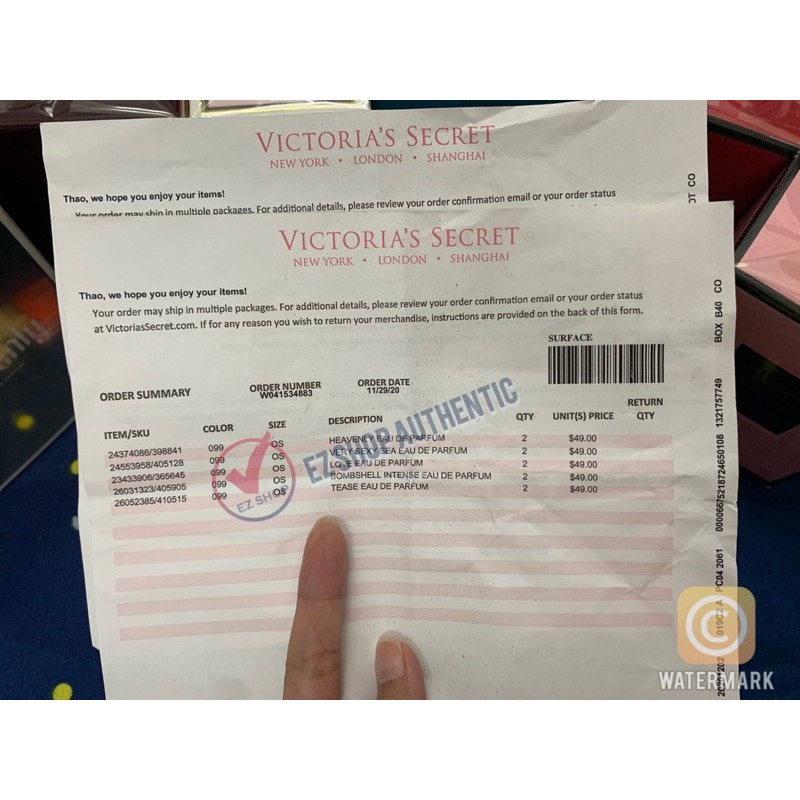 VICTORIA'S SECRET
NEW YORK • LONDON • SHANGHAI
Thao, we hope you enjoy your items!
Your order may ship in multiple packages. For additional details, please review your order confirmation email or your order status
VICTORIA'S SECRET
NEW YORK • LONDON • SHANGHAI
Thao, we hope you enjoy your items!
Your order may ship in multiple packages. For additional details, please review your order confirmation email or your order status
at VictoriasSecret.com. If for any reason you wish to return your merchandise, instructions are provided on the back of this form.
SURFACE
ORDER SUMMARY ORDER NUMBER ORDER DATE
W041534883 11/29/20
ITEM/SKU COLOR SIZE DESCRIPTION QTY UNIT(S) PRICE RETURN QTY
24374086/398841 099 OS HEAVENLY EAU DE PARFUM 2 $49.00
24553958/405128 099 OS VERY SEXY SEA EAU DE PARFUM 2 $49.00
23433906/365645 099 OS LOVE EAU DE PARFUM 2 $49.00
26031323/405905 099 OS BOMBSHELL INTENSE EAU DE PARFUM 2 $49.00
26052385/410515 099 OS TEASE EAU DE PARFUM 2 $49.00
EZ SHOP
EZSHOP AUTHENTIC
OT CO
BOX B40 CO
00006675218724650108 1321757749
PC04 2061
WATERMARK